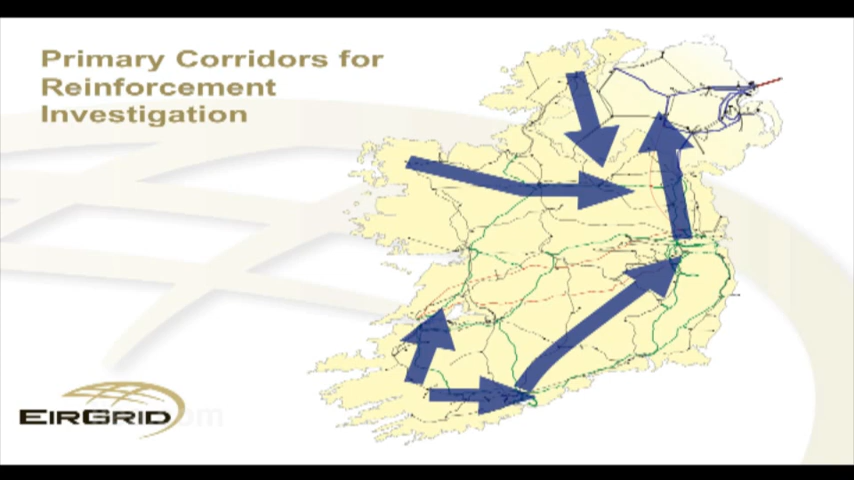 Primary Corridors for
Reinforcement
Investigation
EIRGRID